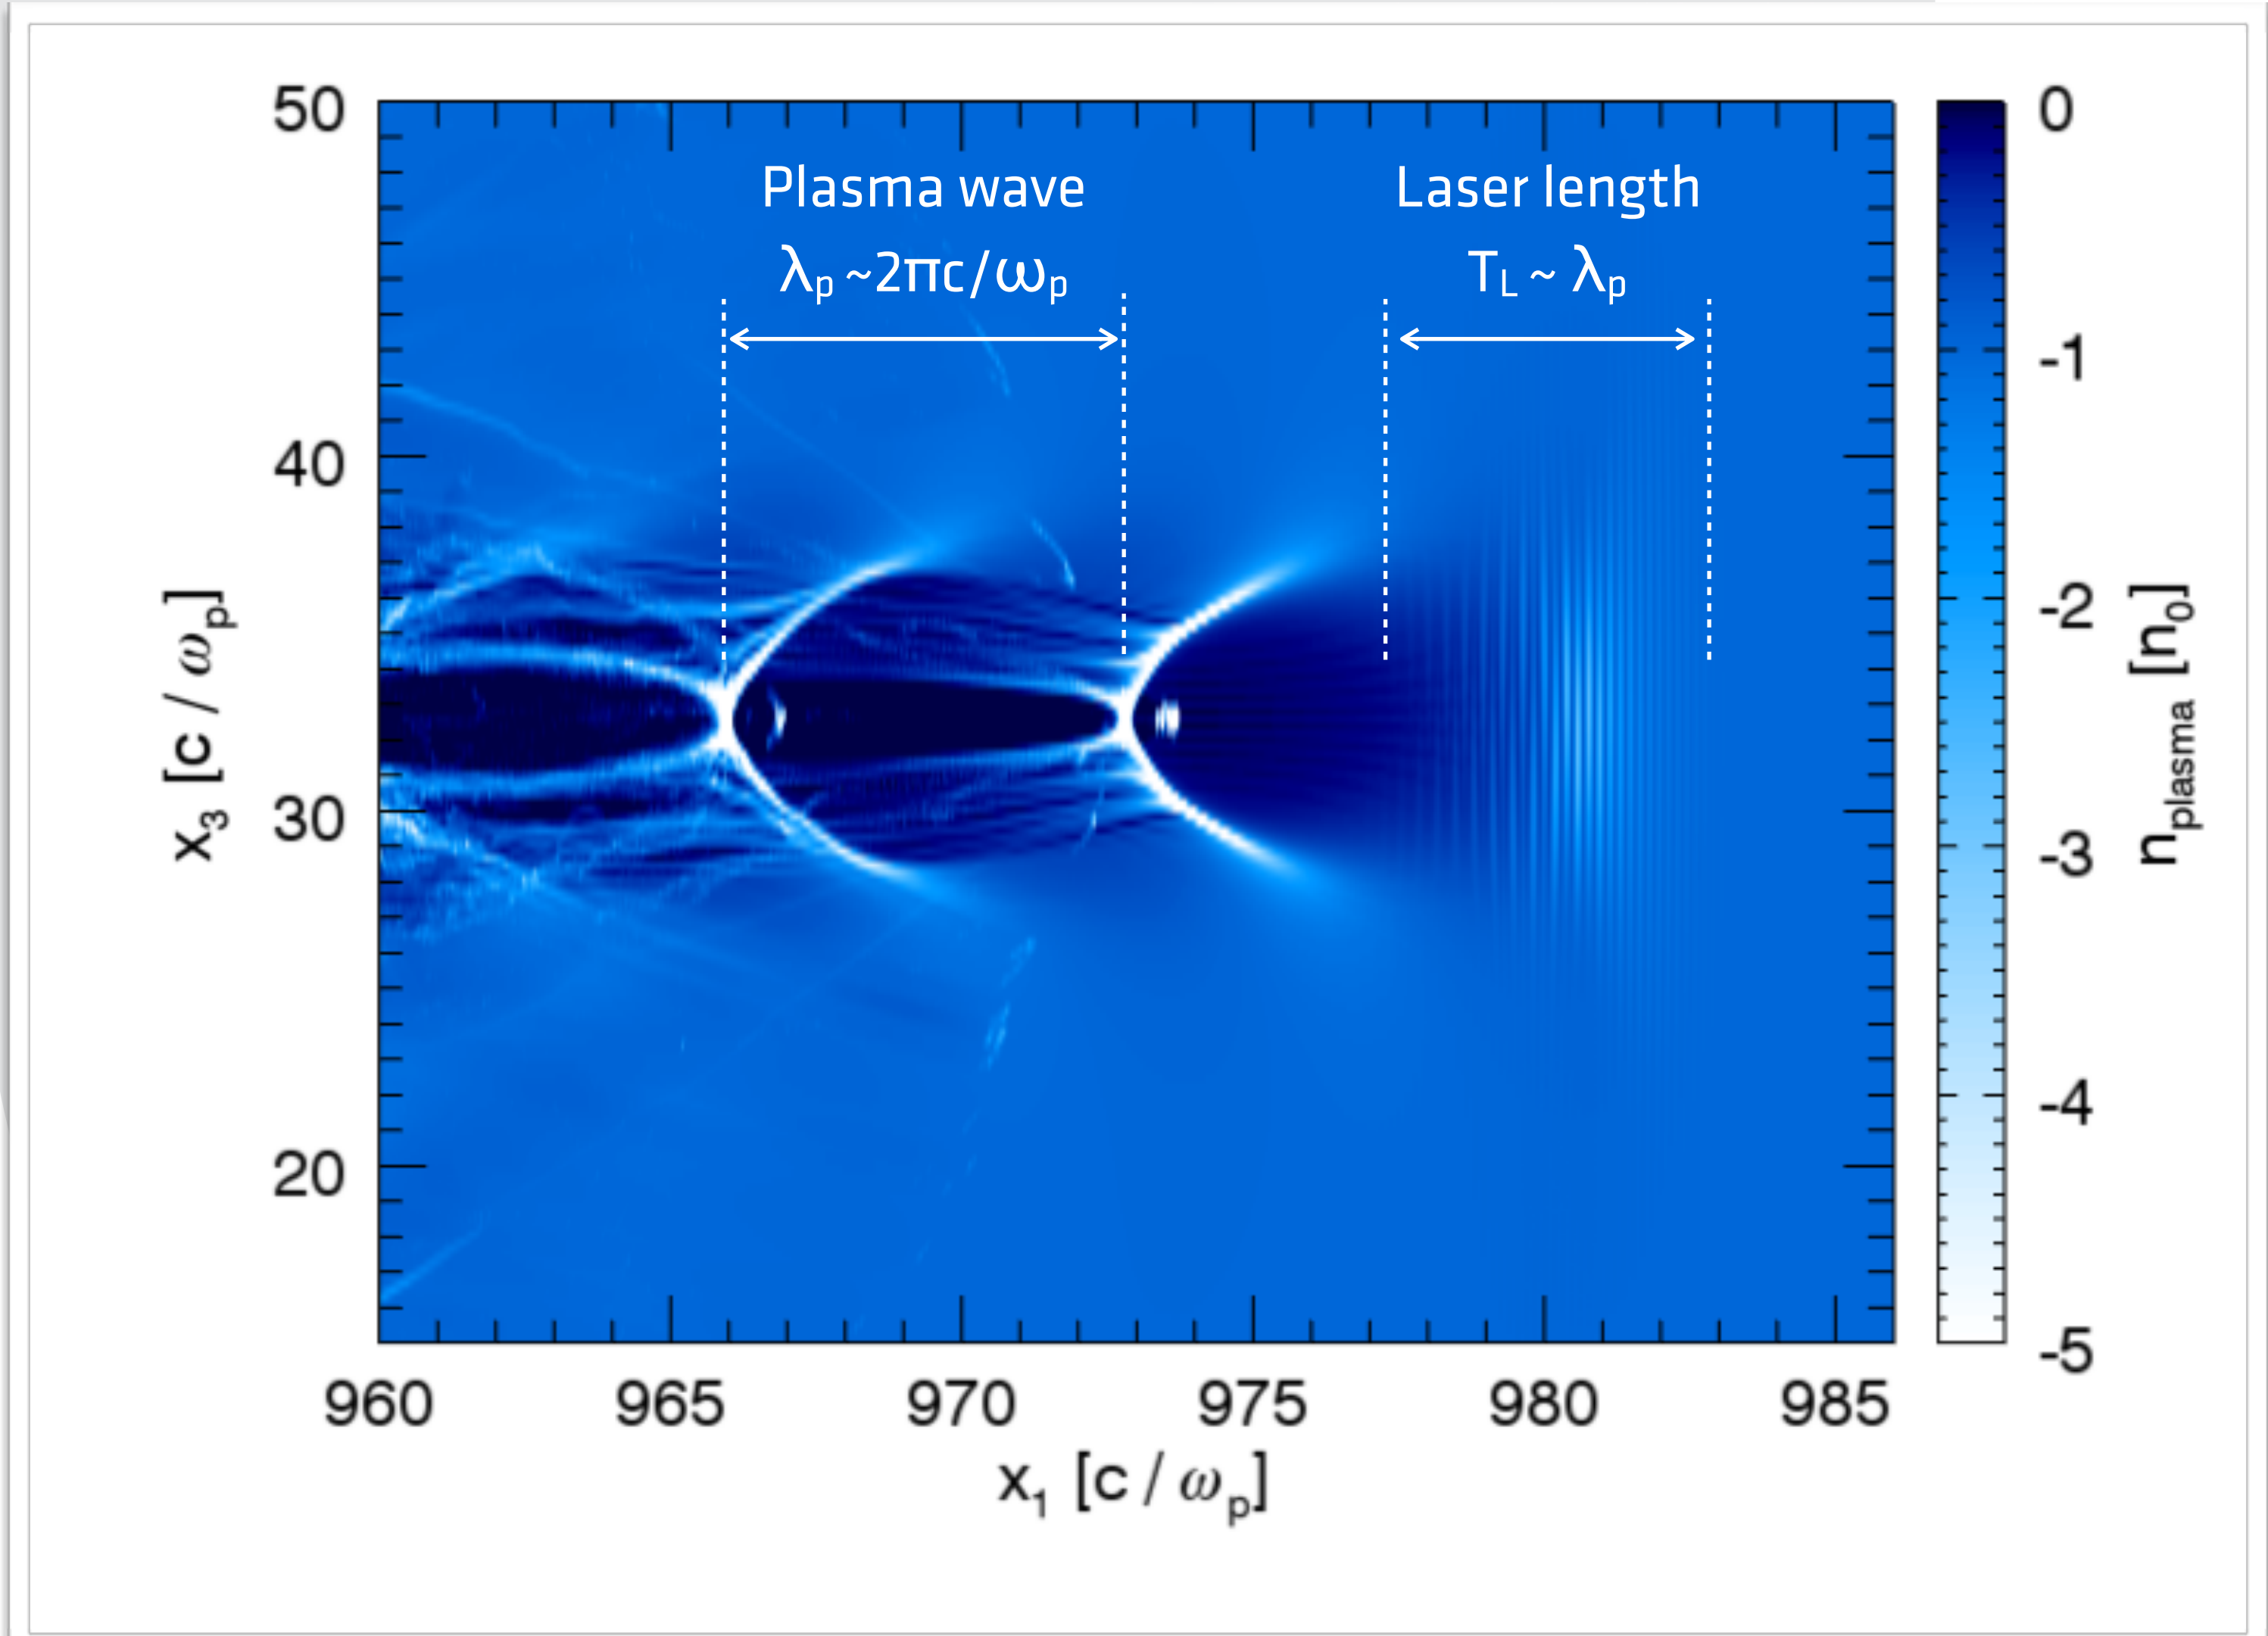 Plasma wave
λp ~2πc/ωp
Laser length
TL ~ λp
50
40
30
20
x3 [c / ωp]
960 965 970 975 980 985
x1 [c / ωp]
0
-1
-2
-3
-4
-5
nplasma [n0]